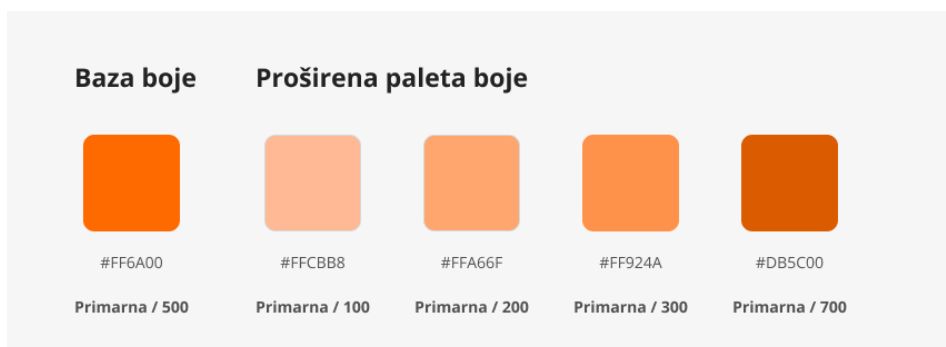 Baza boje
Proširena paleta boje
#FF6A00
#FFCBB8
#FFA66F
#FF924A
#DB5C00
Primarna / 500
Primarna / 100
Primarna / 200
Primarna / 300
Primarna / 700